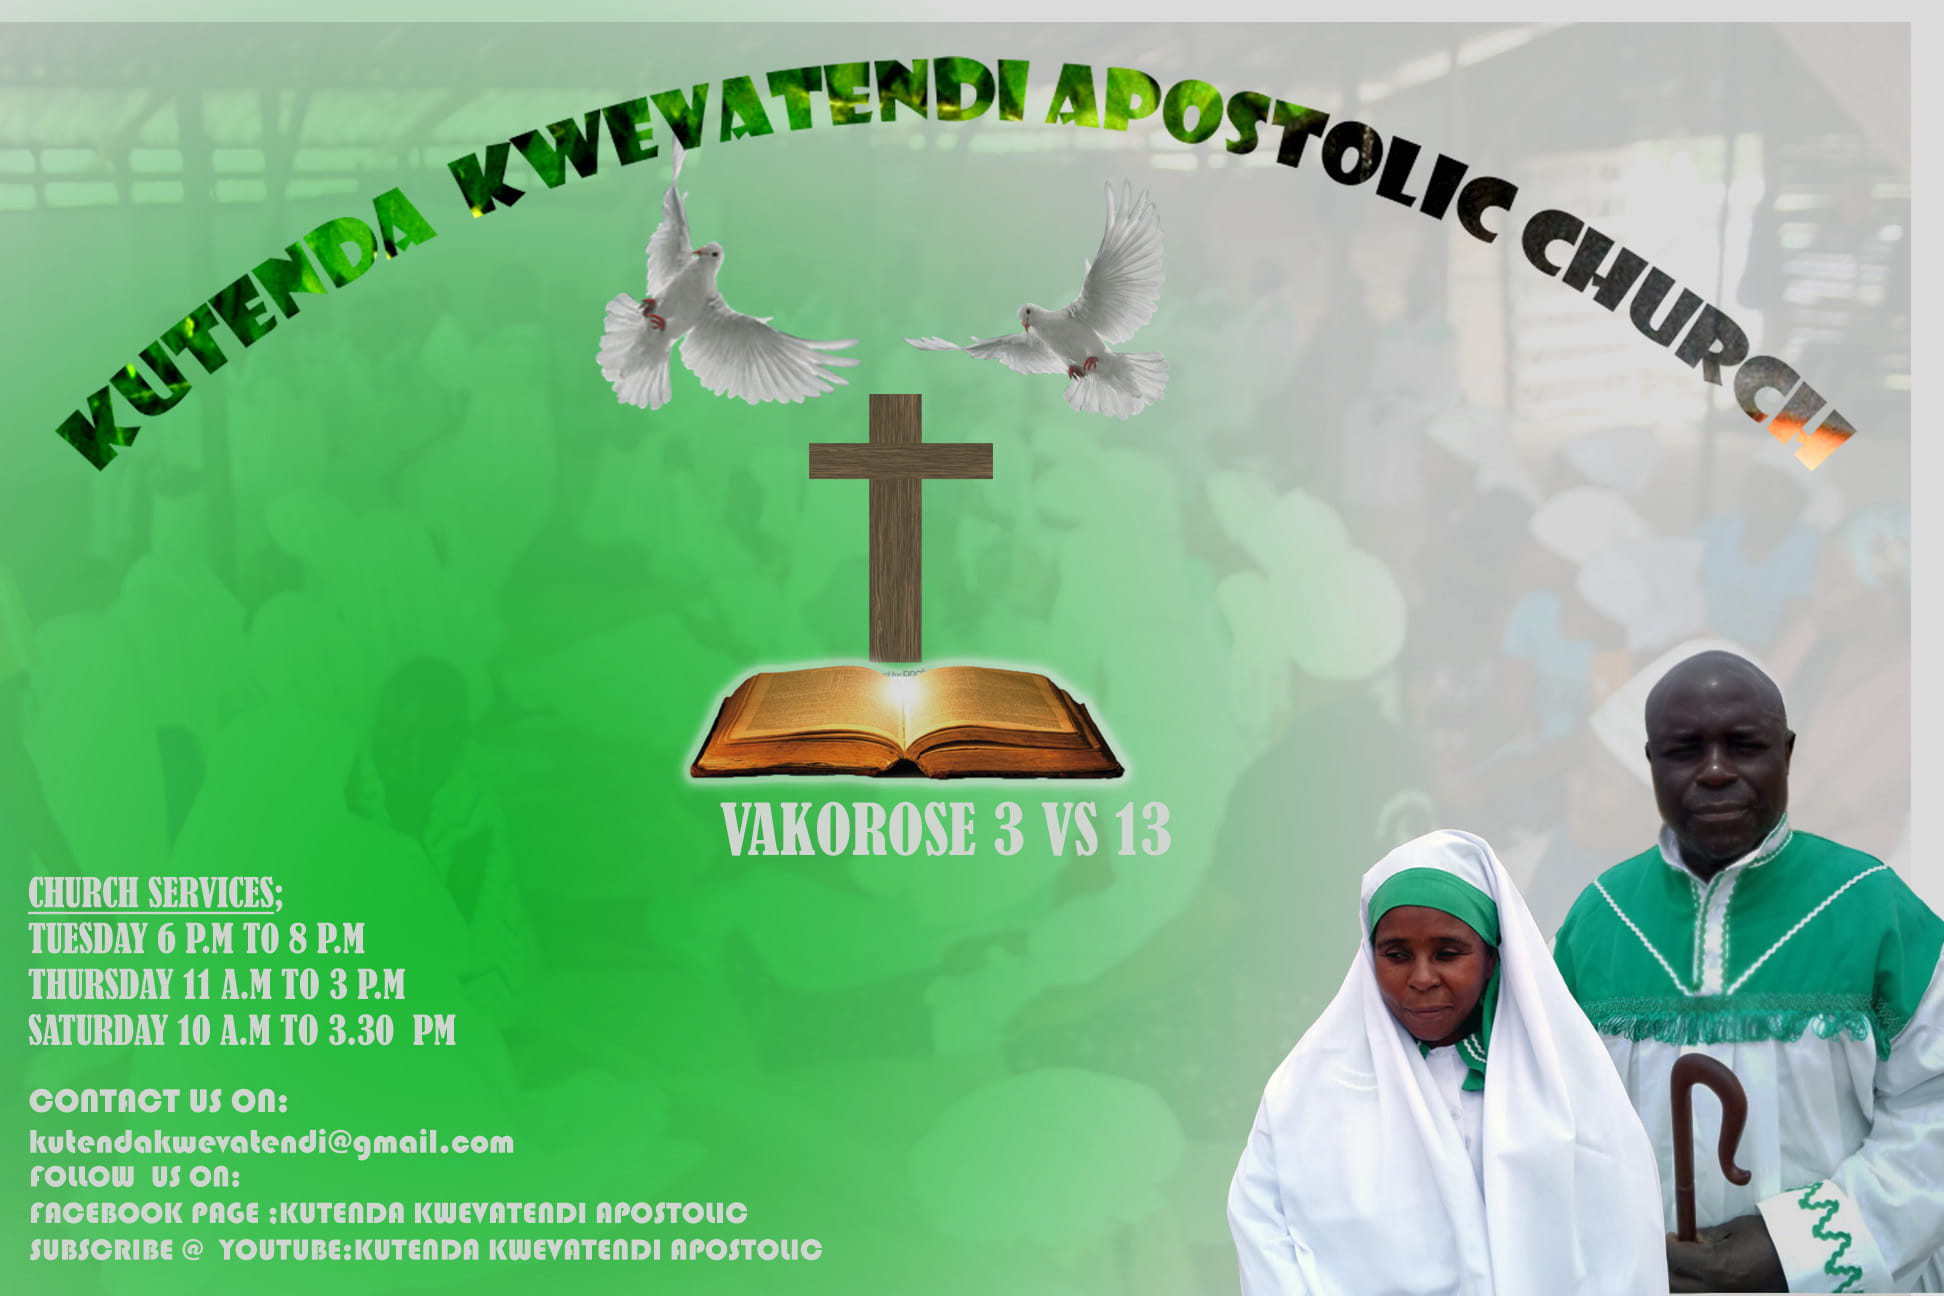 KUTENDA KWEVATENDI APOSTOLIC CHURCH
VAKOROSE 3 VS 13
CHURCH SERVICES;
TUESDAY 6 P.M TO 8 P.M
THURSDAY 11 A.M TO 3 P.M
SATURDAY 10 A.M TO 3.30 PM
CONTACT US ON:
kutendakwevatendi@gmail.com
FOLLOW US ON:
FACEBOOK PAGE :KUTENDA KWEVATENDI APOSTOLIC
SUBSCRIBE @ YOUTUBE:KUTENDA KWEVATENDI APOSTOLIC